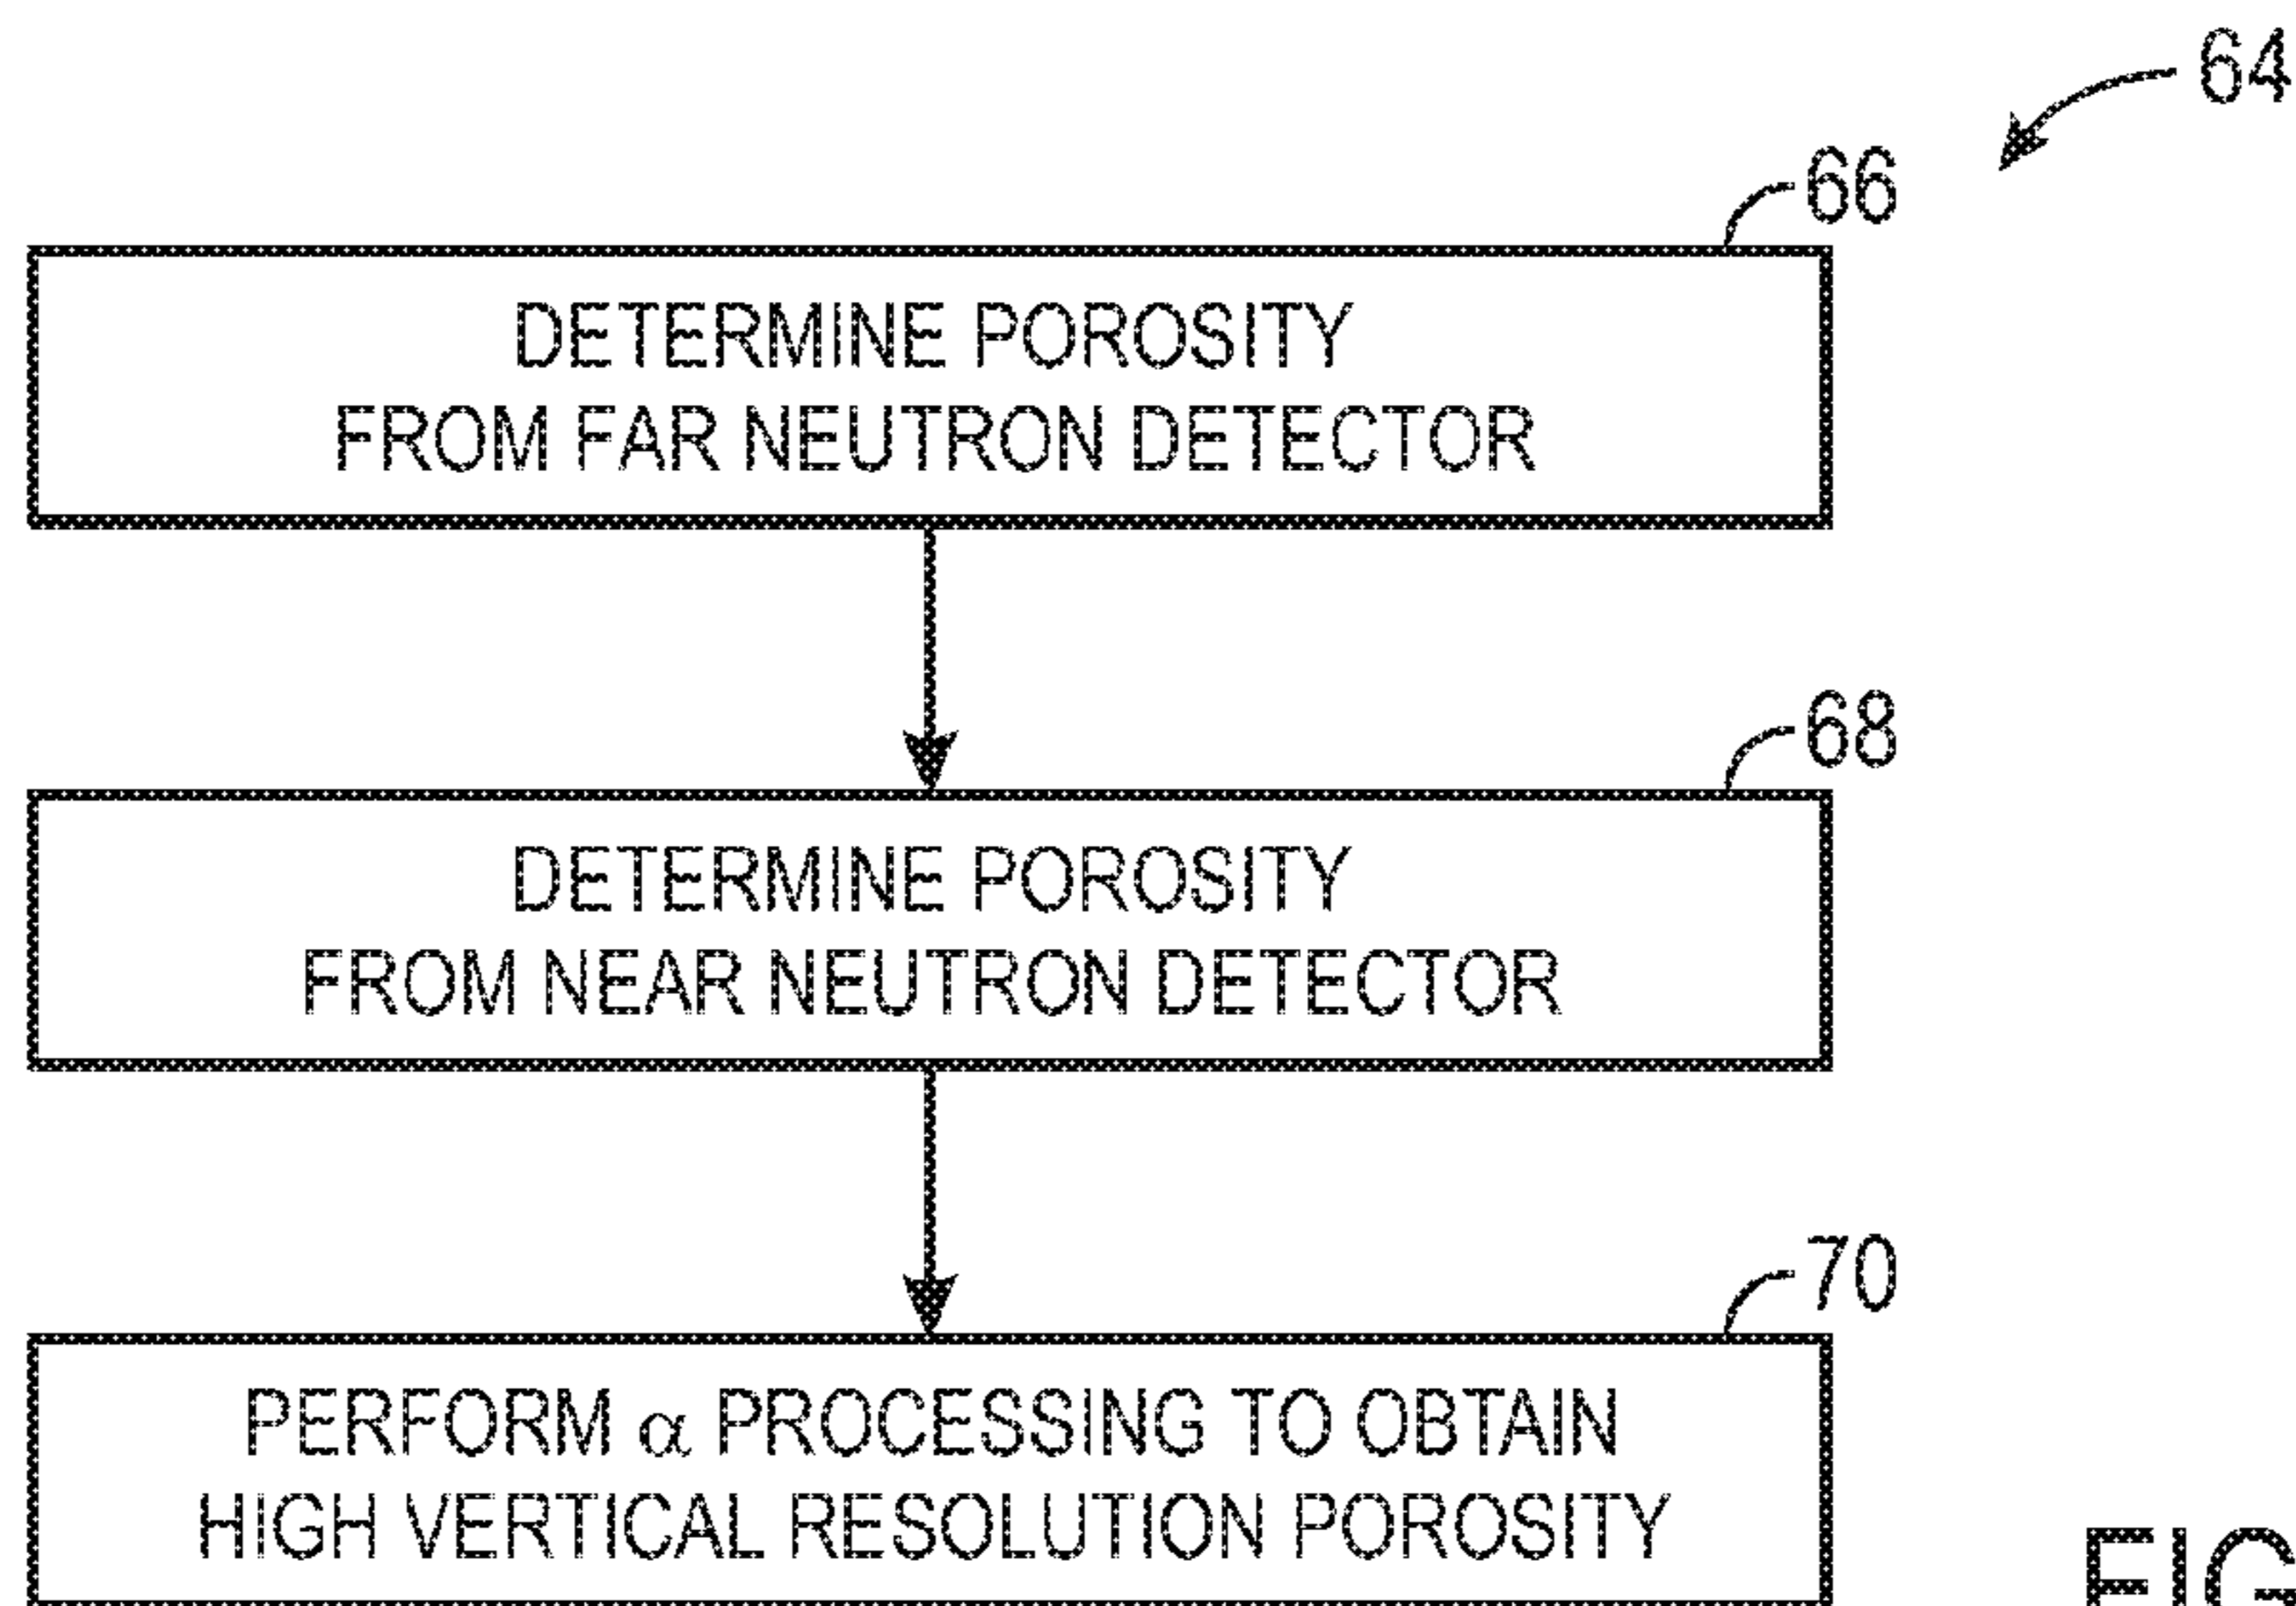 64
66
DETERMINE POROSITY
FROM FAR NEUTRON DETECTOR
68
DETERMINE POROSITY
FROM NEAR NEUTRON DETECTOR
70
PERFORM α PROCESSING TO OBTAIN
HIGH VERTICAL RESOLUTION POROSITY
FIG